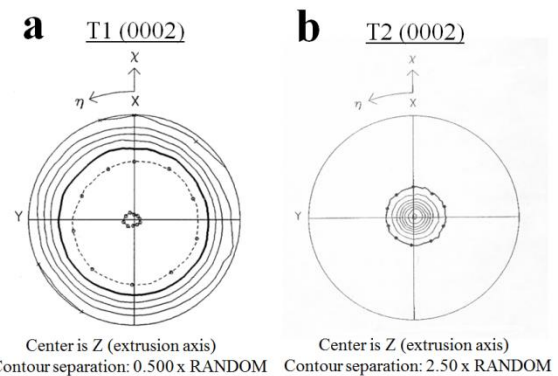 a T1 (0002)
χ
η
X
Y
Center is Z (extrusion axis)
Contour separation: 0.500 x RANDOM
b T2 (0002)
χ
η
X
Y
Center is Z (extrusion axis)
Contour separation: 2.50 x RANDOM